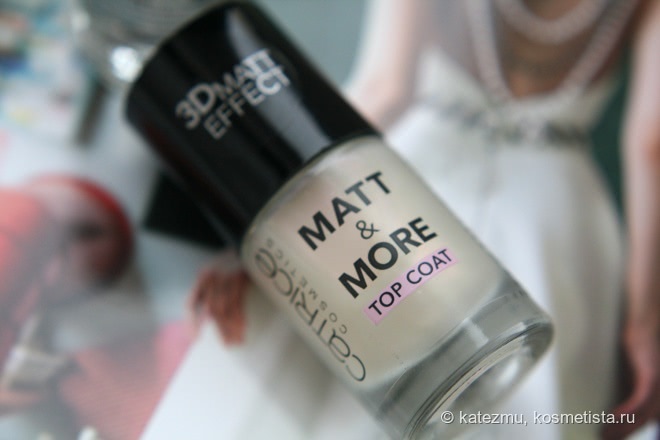 3D MATT
EFFECT
MATT
&
MORE
TOP COAT
CATRICE
COSMETICS
© katezmu, kosmetista.ru